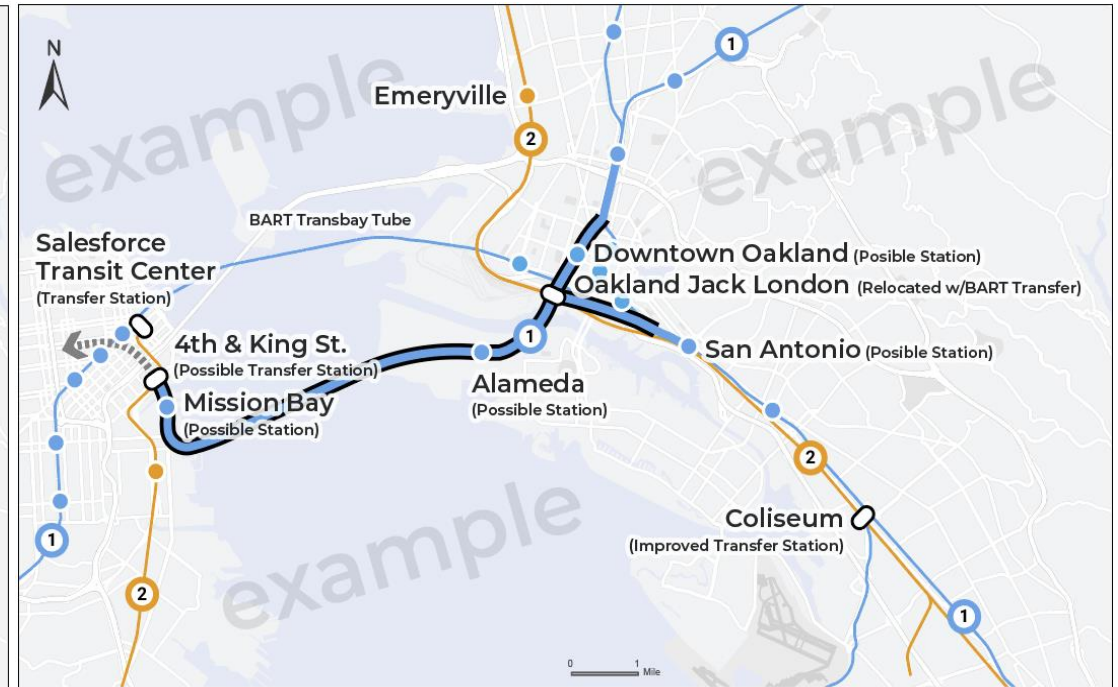 N
1
example
Emeryville
2
example
BART Transbay Tube
Salesforce
Transit Center
(Transfer Station)
Downtown Oakland (Posible Station)
Oakland Jack London (Relocated w/BART Transfer)
4th & King St.
(Possible Transfer Station)
1
San Antonio (Posible Station)
Mission Bay
(Possible Station)
Alameda
(Possible Station)
2
example
Coliseum
(Improved Transfer Station)
1
2
1
0 1
Mile